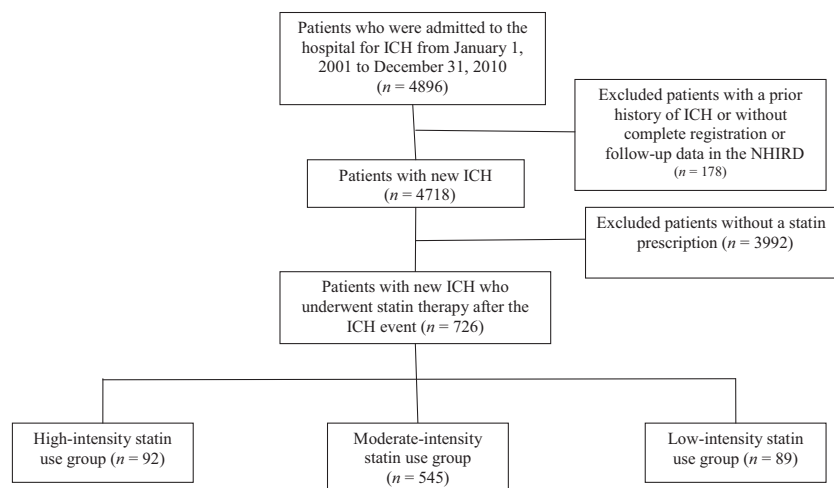 Patients who were admitted to the
hospital for ICH from January 1,
2001 to December 31, 2010
(n = 4896)
Excluded patients with a prior
history of ICH or without
complete registration or
follow-up data in the NHIRD
(n = 178)
Patients with new ICH
(n = 4718)
Excluded patients without a statin
prescription (n = 3992)
Patients with new ICH who
underwent statin therapy after the
ICH event (n = 726)
High-intensity statin
use group (n = 92)
Moderate-intensity
statin use group
(n = 545)
Low-intensity statin
use group (n = 89)